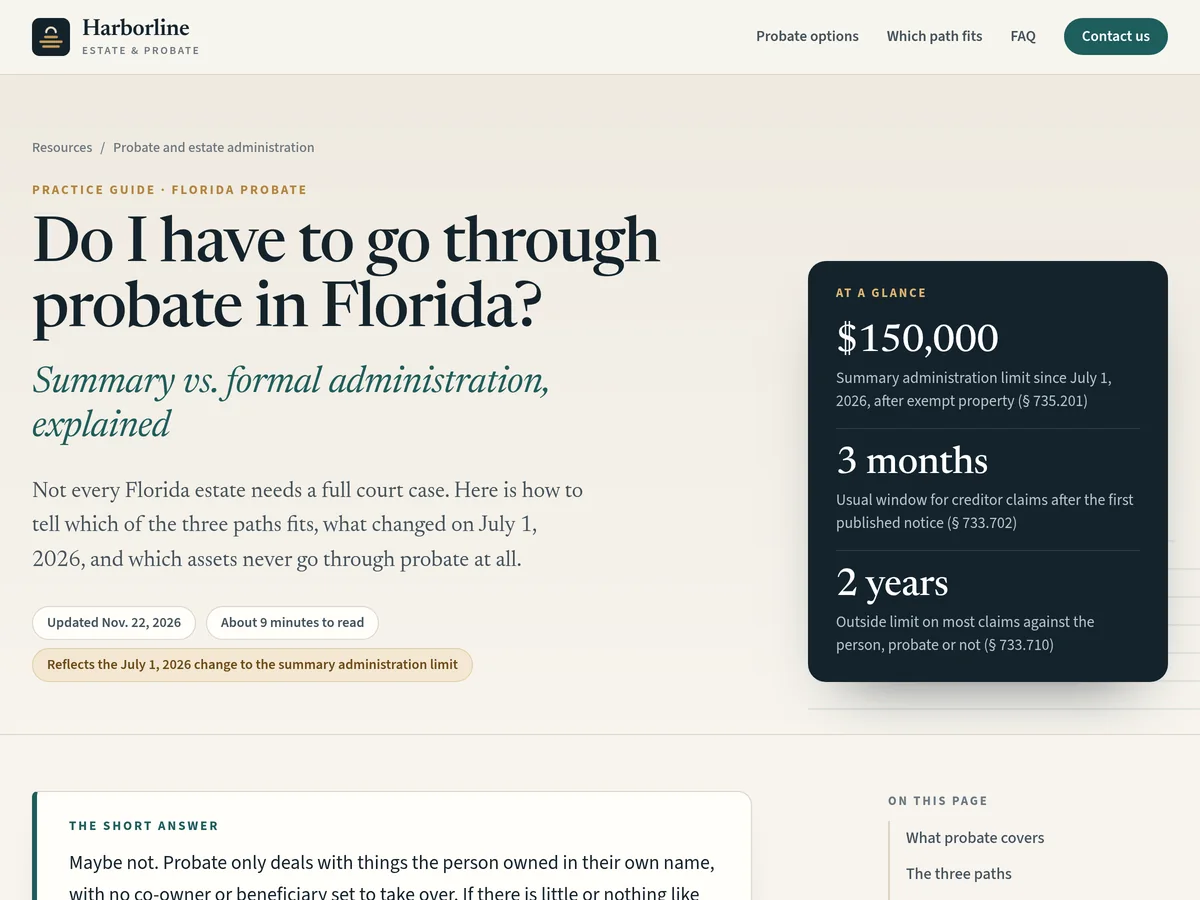 Harborline
ESTATE & PROBATE
Probate options
Which path fits
FAQ
Contact us
Resources / Probate and estate administration
PRACTICE GUIDE · FLORIDA PROBATE
Do I have to go through
probate in Florida?
Summary vs. formal administration,
explained
Not every Florida estate needs a full court case. Here is how to
tell which of the three paths fits, what changed on July 1,
2026, and which assets never go through probate at all.
Updated Nov. 22, 2026
About 9 minutes to read
Reflects the July 1, 2026 change to the summary administration limit
AT A GLANCE
$150,000
Summary administration limit since July 1,
2026, after exempt property (§ 735.201)
3 months
Usual window for creditor claims after the first
published notice (§ 733.702)
2 years
Outside limit on most claims against the
person, probate or not (§ 733.710)
THE SHORT ANSWER
Maybe not. Probate only deals with things the person owned in their own name,
with no co-owner or beneficiary set to take over. If there is little or nothing like
ON THIS PAGE
What probate covers
The three paths